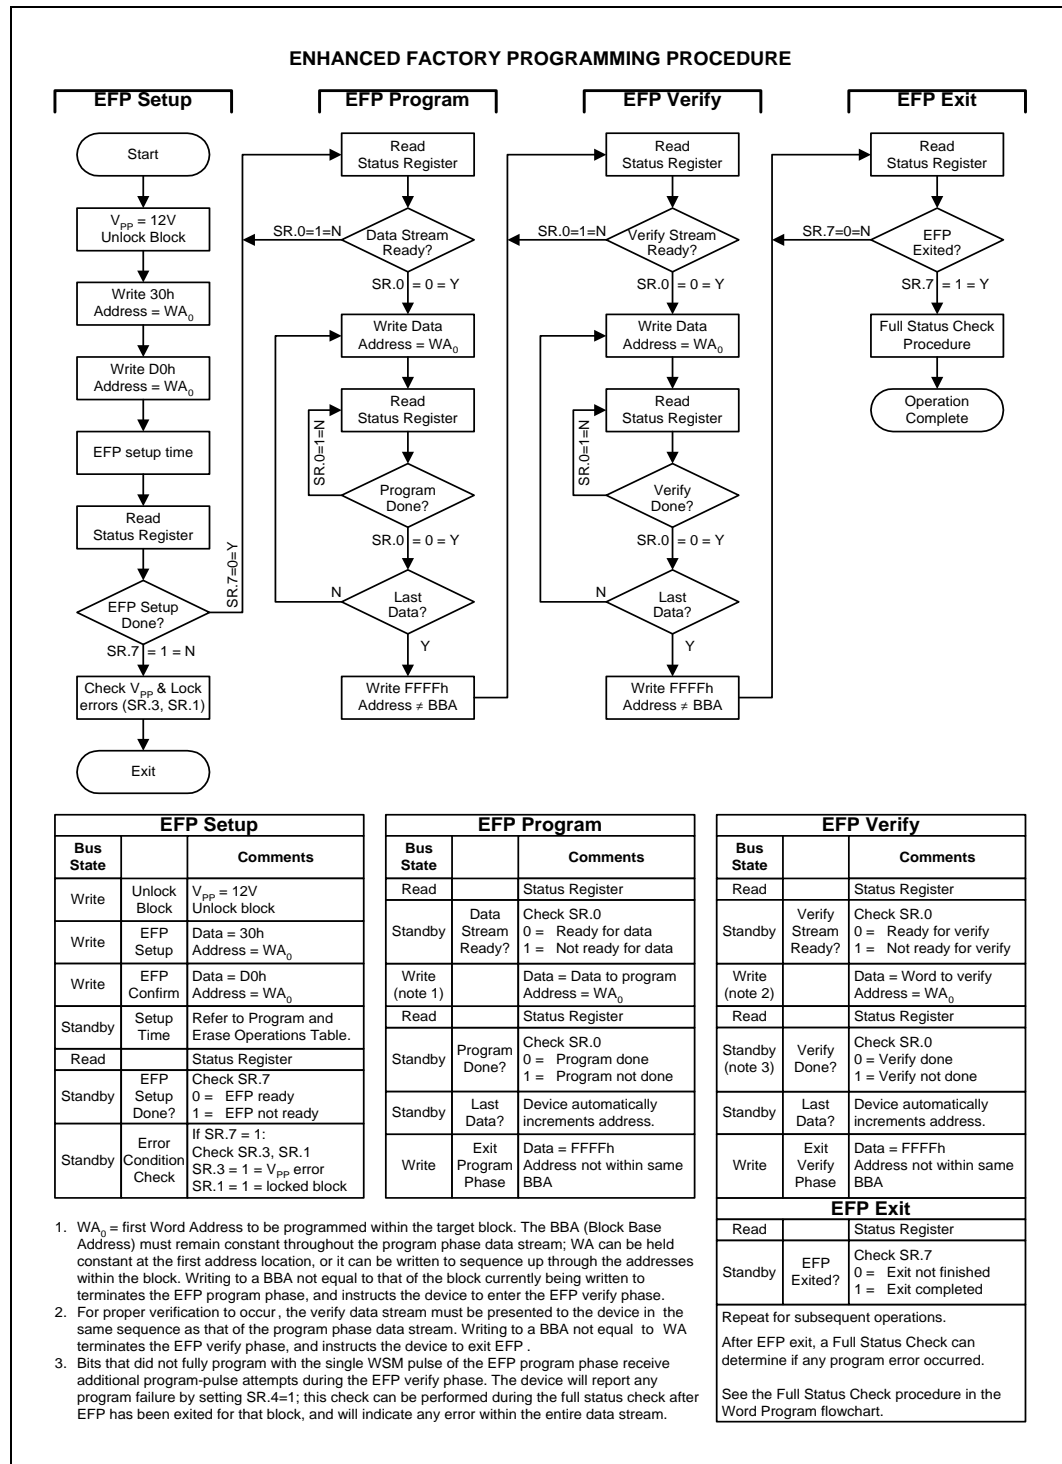 ENHANCED FACTORY PROGRAMMING PROCEDURE
EFP Setup
Start
VPP = 12V
Unlock Block
Write 30h
Address = WA0
Write D0h
Address = WA0
EFP setup time
Read
Status Register
EFP Setup
Done?
SR.7=0=Y
SR.7 = 1 = N
Check VPP & Lock
errors (SR.3, SR.1)
Exit
EFP Program
Read
Status Register
SR.0=1=N
Data Stream
Ready?
SR.0 = 0 = Y
Write Data
Address = WA0
Read
Status Register
SR.0=1=N
Program
Done?
SR.0 = 0 = Y
N
Last
Data?
Y
Write FFFFh
Address ≠ BBA
EFP Verify
Read
Status Register
SR.0=1=N
Verify Stream
Ready?
SR.0 = 0 = Y
Write Data
Address = WA0
Read
Status Register
SR.0=1=N
Verify
Done?
SR.0 = 0 = Y
N
Last
Data?
Y
Write FFFFh
Address ≠ BBA
EFP Exit
Read
Status Register
SR.7=0=N
EFP
Exited?
SR.7 = 1 = Y
Full Status Check
Procedure
Operation
Complete
EFP Setup
Bus
State
Comments
Write
Unlock
Block
VPP = 12V
Unlock block
Write
EFP
Setup
Data = 30h
Address = WA0
Write
EFP
Confirm
Data = D0h
Address = WA0
Standby
Setup
Time
Refer to Program and
Erase Operations Table.
Read
Status Register
Standby
EFP
Setup
Done?
Check SR.7
0 = EFP ready
1 = EFP not ready
Standby
Error
Condition
Check
If SR.7 = 1:
Check SR.3, SR.1
SR.3 = 1 = VPP error
SR.1 = 1 = locked block
EFP Program
Bus
State
Comments
Read
Status Register
Standby
Data
Stream
Ready?
Check SR.0
0 = Ready for data
1 = Not ready for data
Write
(note 1)
Data = Data to program
Address = WA0
Read
Status Register
Standby
Program
Done?
Check SR.0
0 = Program done
1 = Program not done
Standby
Last
Data?
Device automatically
increments address.
Write
Exit
Program
Phase
Data = FFFFh
Address not within same
BBA
EFP Verify
Bus
State
Comments
Read
Status Register
Standby
Verify
Stream
Ready?
Check SR.0
0 = Ready for verify
1 = Not ready for verify
Write
(note 2)
Data = Word to verify
Address = WA0
Read
Status Register
Standby
(note 3)
Verify
Done?
Check SR.0
0 = Verify done
1 = Verify not done
Standby
Last
Data?
Device automatically
increments address.
Write
Exit
Verify
Phase
Data = FFFFh
Address not within same
BBA
EFP Exit
Read
Status Register
Standby
EFP
Exited?
Check SR.7
0 = Exit not finished
1 = Exit completed
Repeat for subsequent operations.
After EFP exit, a Full Status Check can
determine if any program error occurred.
See the Full Status Check procedure in the
Word Program flowchart.
1. WA0 = first Word Address to be programmed within the target block. The BBA (Block Base
Address) must remain constant throughout the program phase data stream; WA can be held
constant at the first address location, or it can be written to sequence up through the addresses
within the block. Writing to a BBA not equal to that of the block currently being written to
terminates the EFP program phase, and instructs the device to enter the EFP verify phase.
2. For proper verification to occur, the verify data stream must be presented to the device in the
same sequence as that of the program phase data stream. Writing to a BBA not equal to WA
terminates the EFP verify phase, and instructs the device to exit EFP .
3. Bits that did not fully program with the single WSM pulse of the EFP program phase receive
additional program-pulse attempts during the EFP verify phase. The device will report any
program failure by setting SR.4=1; this check can be performed during the full status check after
EFP has been exited for that block, and will indicate any error within the entire data stream.